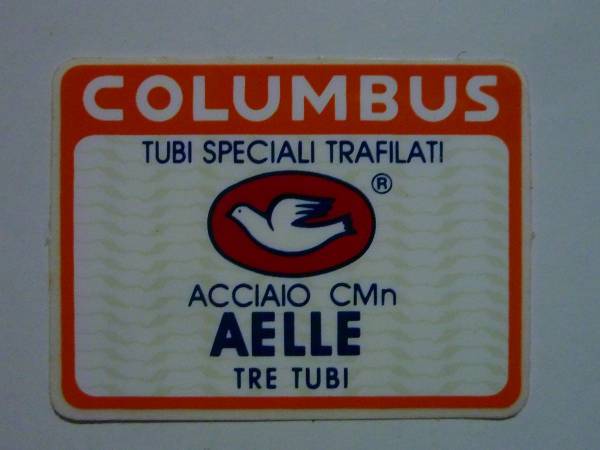 COLUMBUS
TUBI SPECIALI TRAFILATI
®
ACCIAIO CMn
AELLE
TRE TUBI